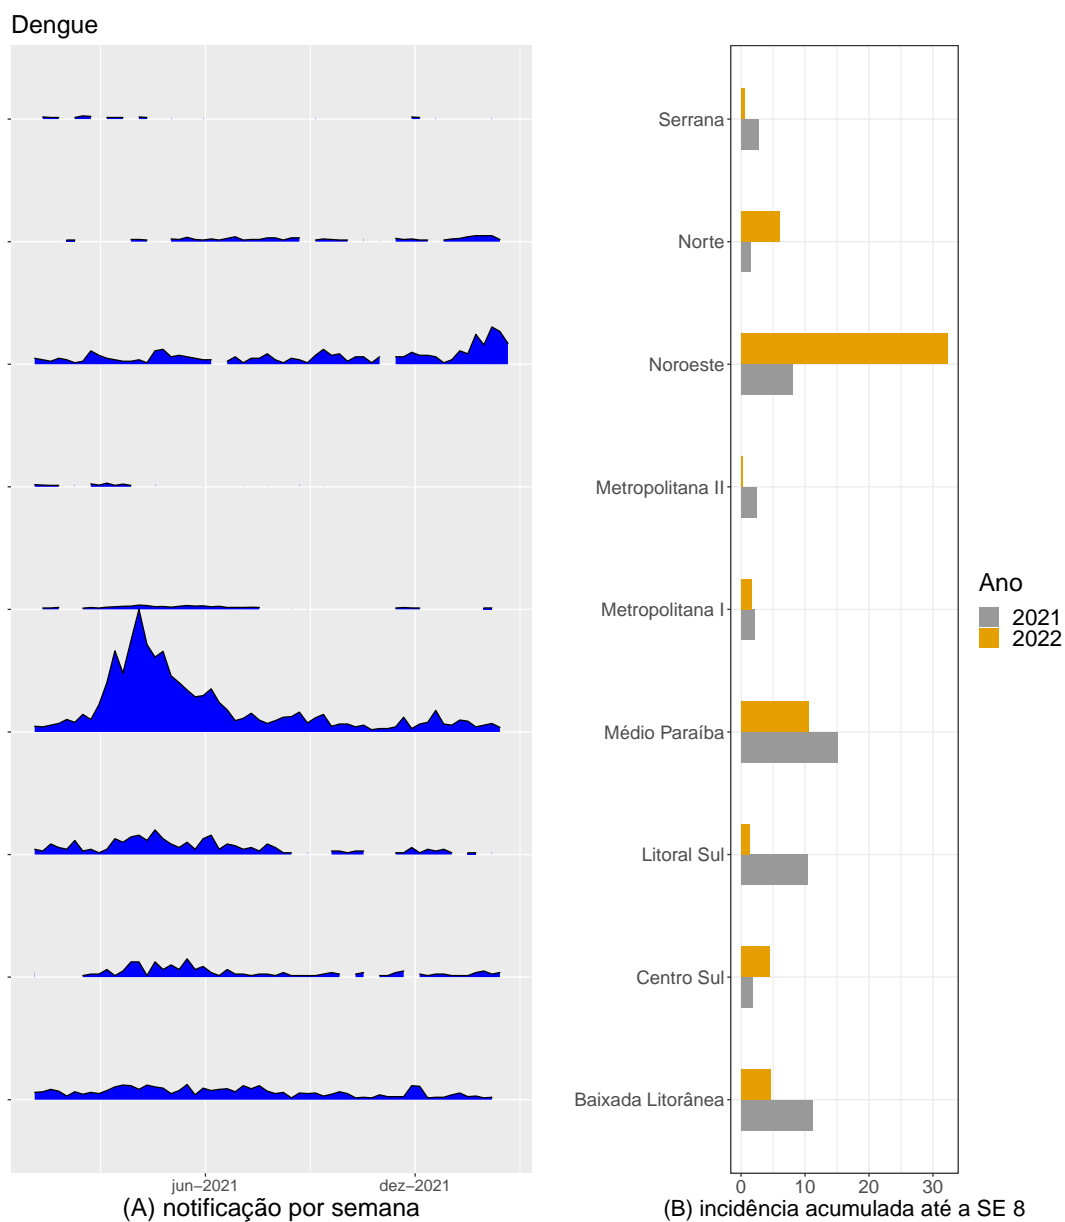 Dengue
Serrana
Norte
Noroeste
Metropolitana II
Metropolitana I
Médio Paraíba
Litoral Sul
Centro Sul
Baixada Litorânea
jun−2021 dez−2021
(A) notificação por semana
0 10 20 30
(B) incidência acumulada até a SE 8
Ano
2021
2022